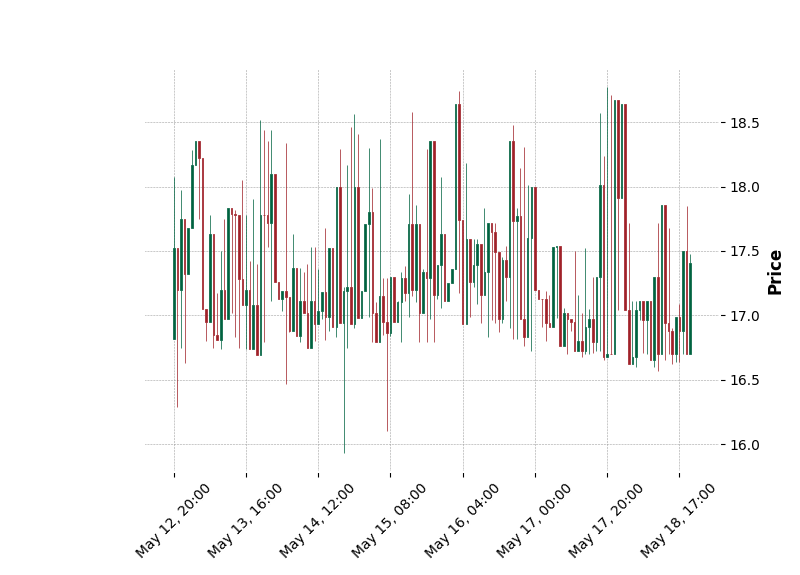 18.5
18.0
17.5
17.0
16.5
16.0
Price
May 12, 20:00
May 13, 16:00
May 14, 12:00
May 15, 08:00
May 16, 04:00
May 17, 00:00
May 17, 20:00
May 18, 17:00